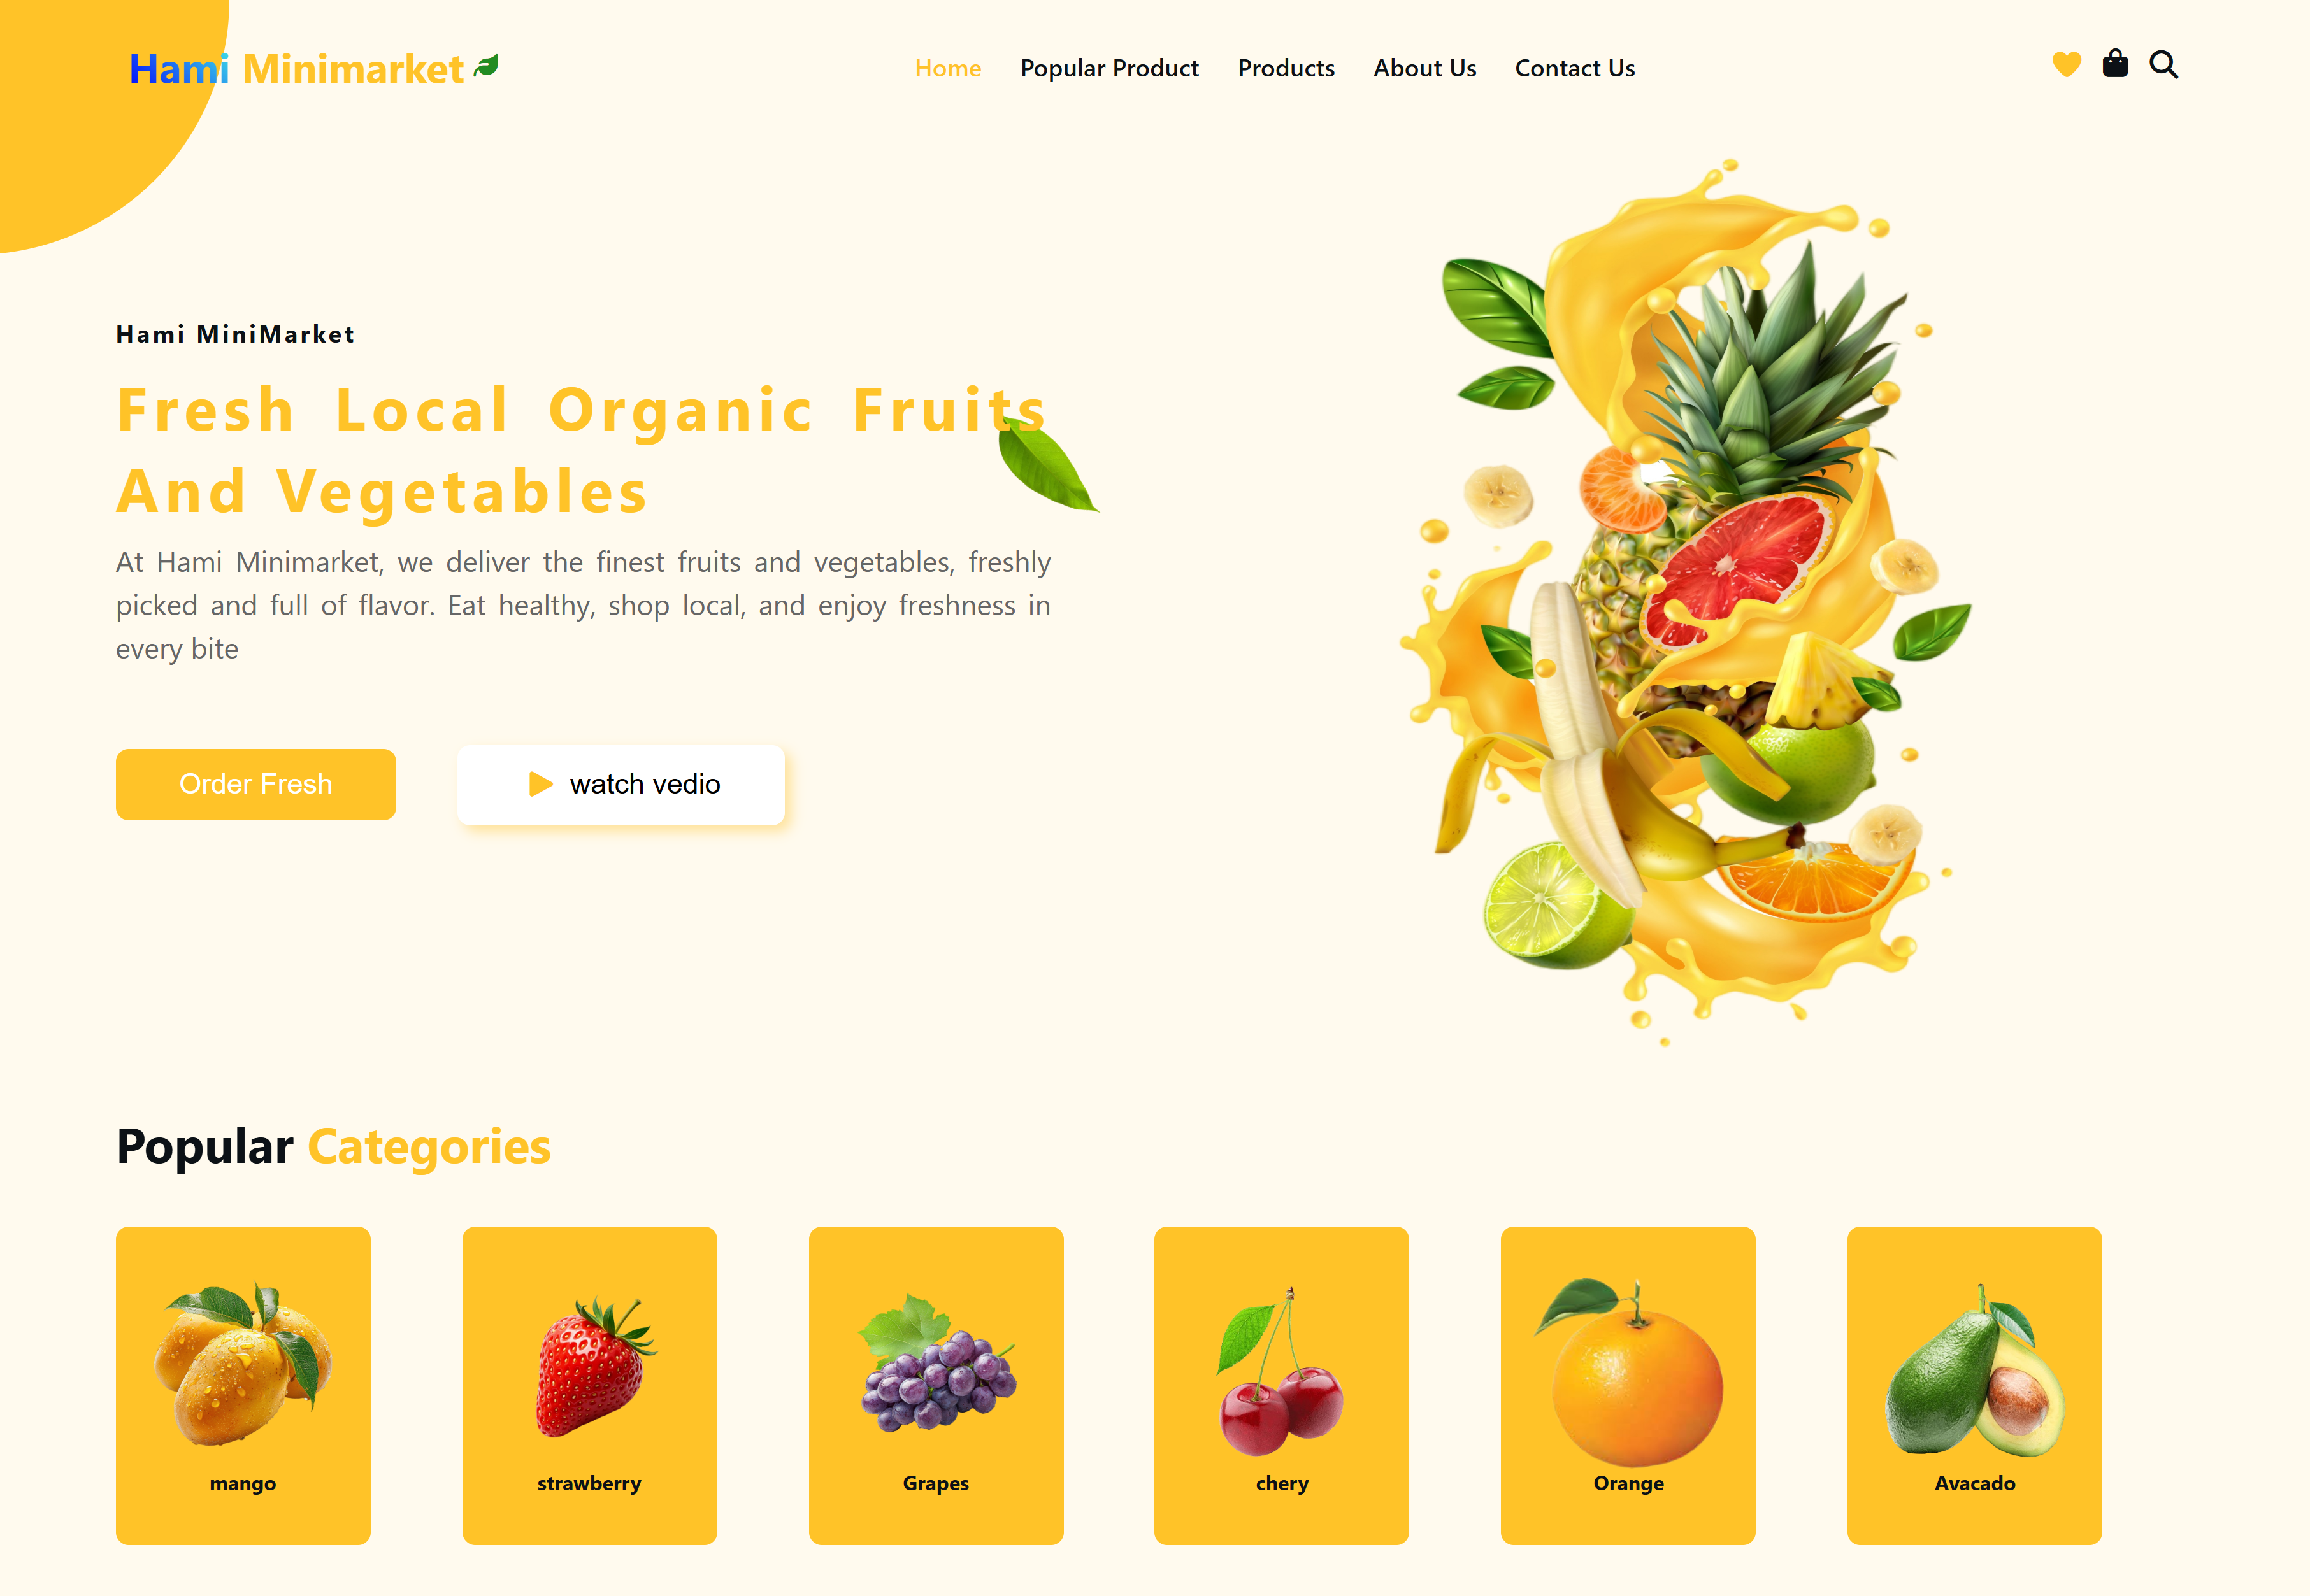 Hami Minimarket
Home Popular Product Products About Us Contact Us
Hami MiniMarket
Fresh Local Organic Fruits
And Vegetables
At Hami Minimarket, we deliver the finest fruits and vegetables, freshly
picked and full of flavor. Eat healthy, shop local, and enjoy freshness in
every bite
Order Fresh
watch vedio
Popular Categories
mango
strawberry
Grapes
chery
Orange
Avacado